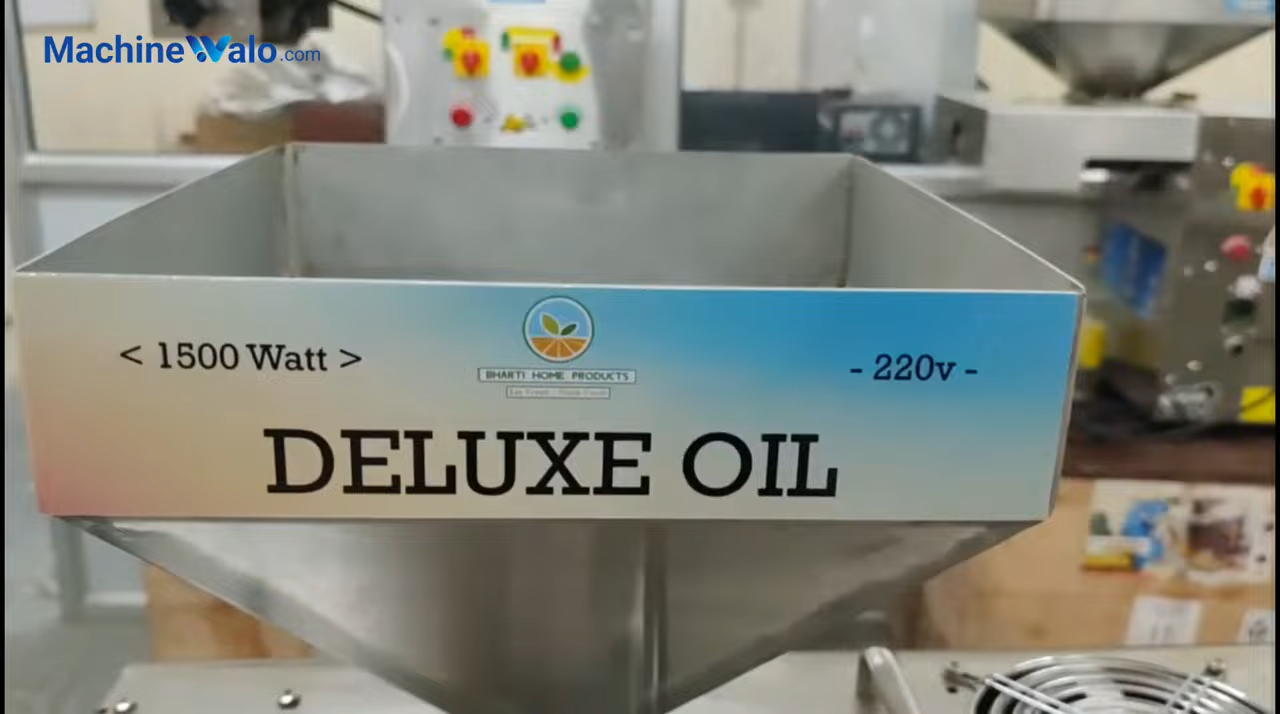 MachineWalo.com
< 1500 Watt >
BHARTI HOME PRODUCTS
- 220v -
DELUXE OIL